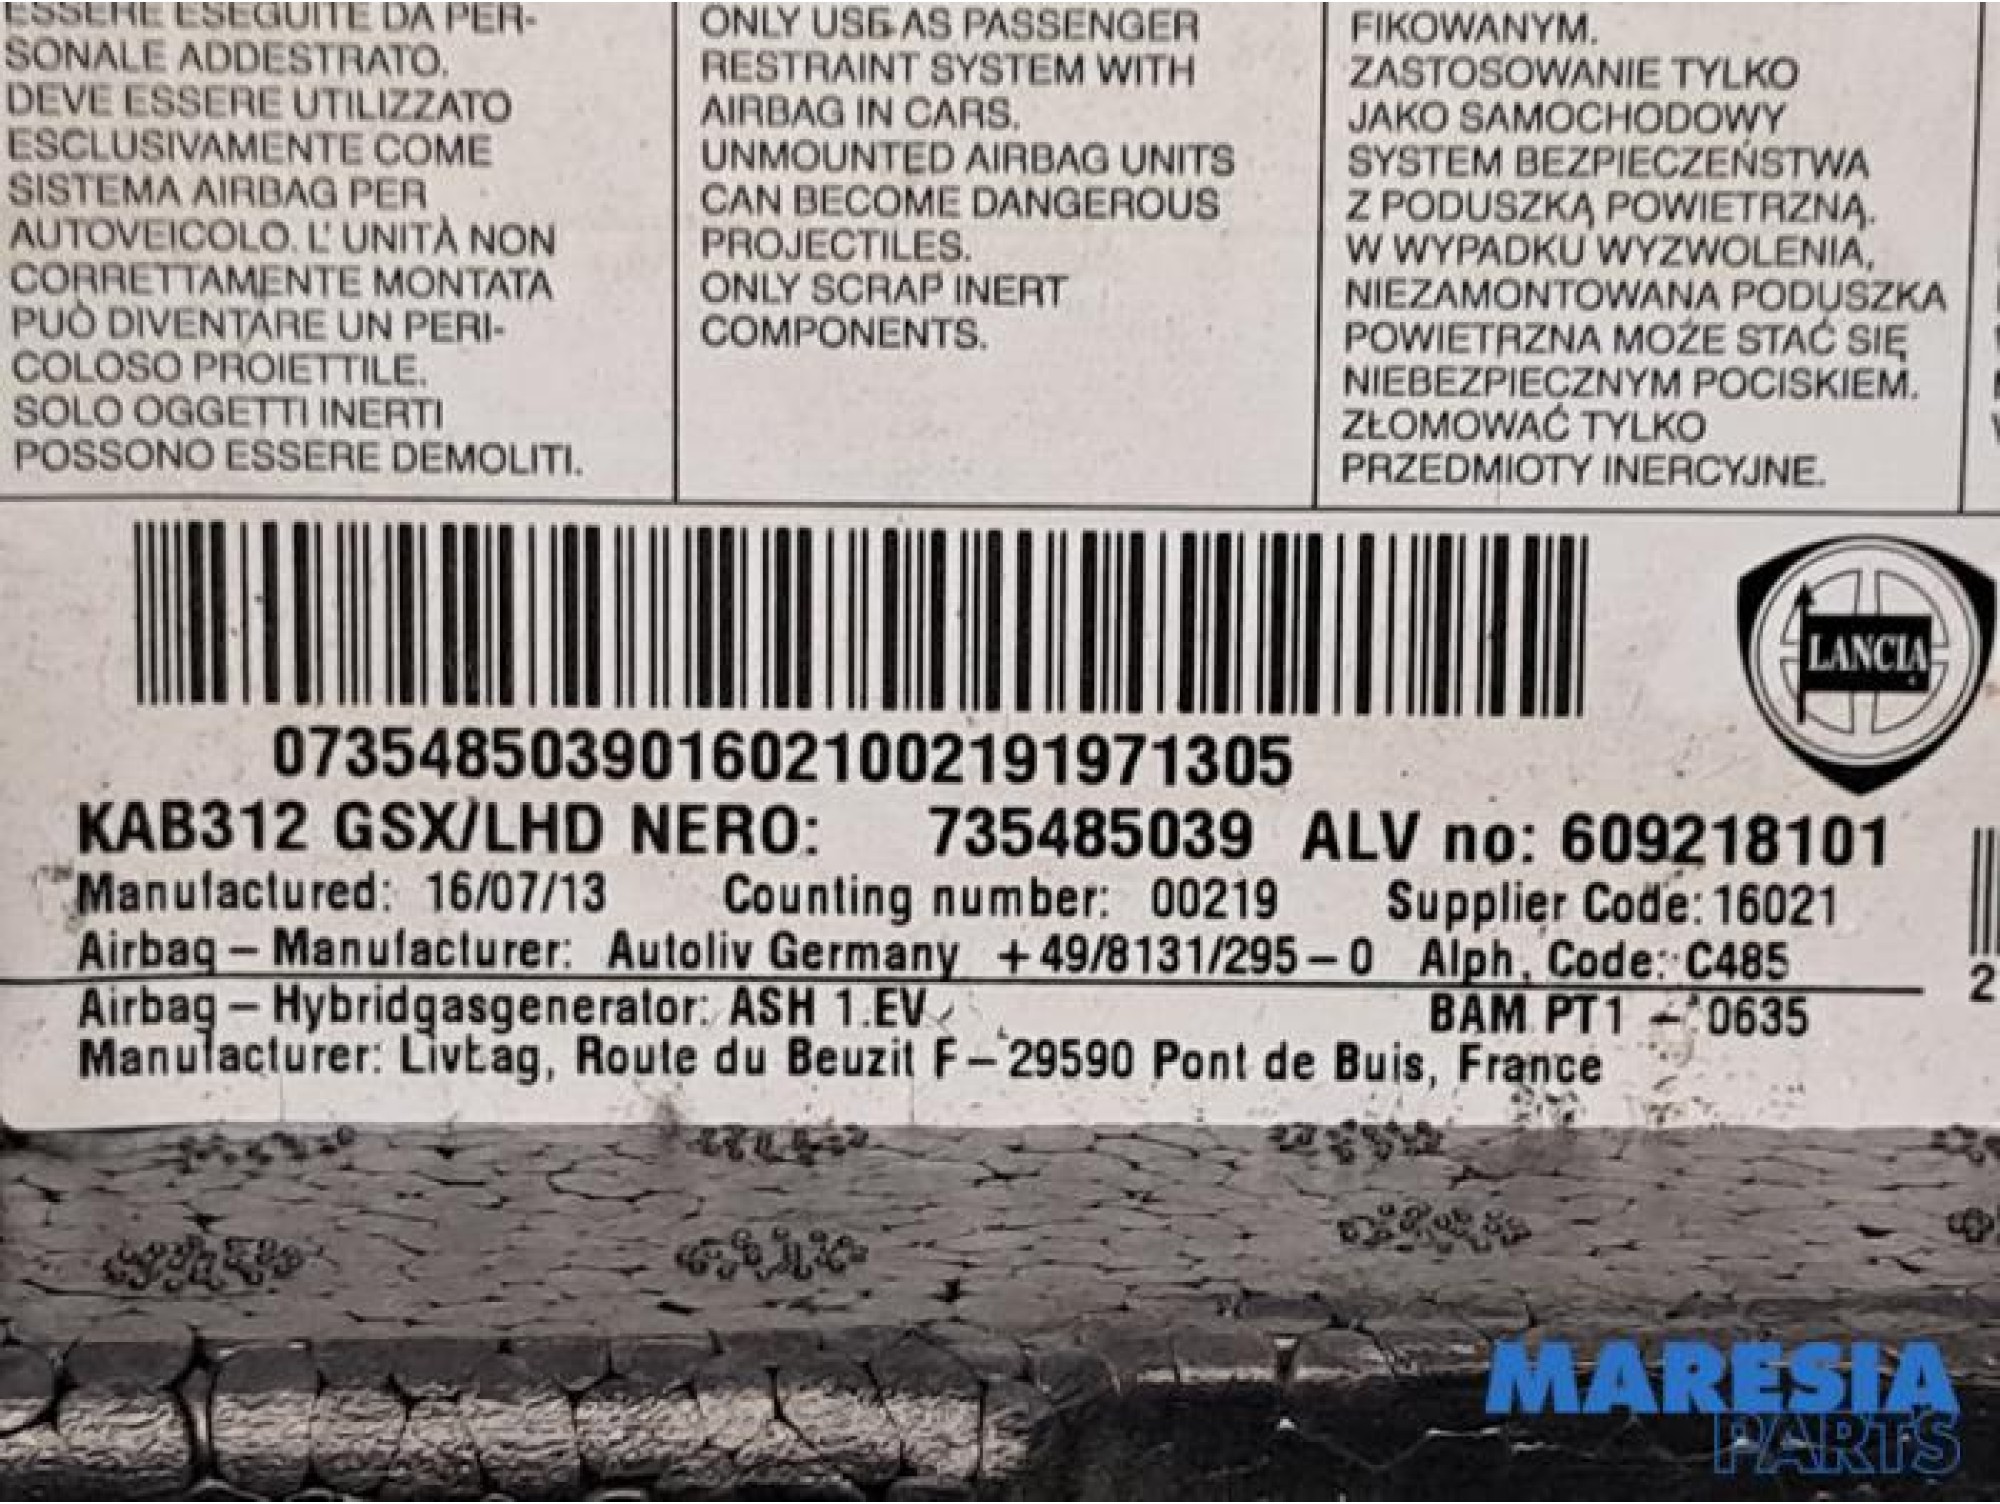 ESSERE ESEGUITE DA PER-
SONALE ADDESTRATO.
DEVE ESSERE UTILIZZATO
ESCLUSIVAMENTE COME
SISTEMA AIRBAG PER
AUTOVEICOLO. L' UNITÀ NON
CORRETTAMENTE MONTATA
PUÒ DIVENTARE UN PERI-
COLOSO PROIETTILE.
SOLO OGGETTI INERTI
POSSONO ESSERE DEMOLITI.
ONLY USE AS PASSENGER
RESTRAINT SYSTEM WITH
AIRBAG IN CARS.
UNMOUNTED AIRBAG UNITS
CAN BECOME DANGEROUS
PROJECTILES.
ONLY SCRAP INERT
COMPONENTS.
FIKOWANYM.
ZASTOSOWANIE TYLKO
JAKO SAMOCHODOWY
SYSTEM BEZPIECZEŃSTWA
Z PODUSZKĄ POWIETRZNĄ.
W WYPADKU WYZWOLENIA,
NIEZAMONTOWANA PODUSZKA
POWIETRZNA MOŻE STAĆ SIĘ
NIEBEZPIECZNYM POCISKIEM.
ZŁOMOWAĆ TYLKO
PRZEDMIOTY INERCYJNE.
LANCIA
07354850390160210021919713​05
KAB312 GSX/LHD NERO: 735485039 ALV no: 609218101
Manufactured: 16/07/13 Counting number: 00219 Supplier Code: 16021
Airbag – Manufacturer: Autoliv Germany +49/8131/295-0 Alph. Code: C485
Airbag – Hybridgasgenerator: ASH 1.EV BAM PT1 - 0635
Manufacturer: Livbag, Route du Beuzit F-29590 Pont de Buis, France
2
MARESIA
PARTS